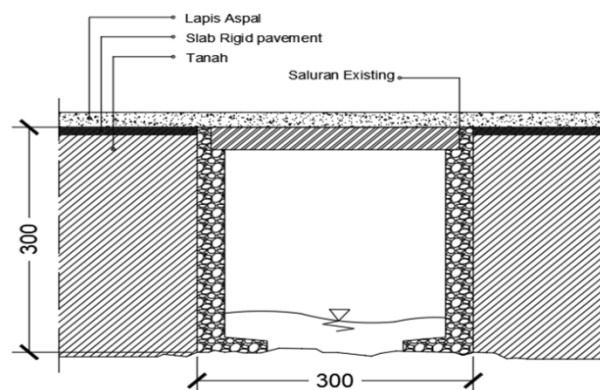 Lapis Aspal
Slab Rigid pavement
Tanah
Saluran Existing
300
300